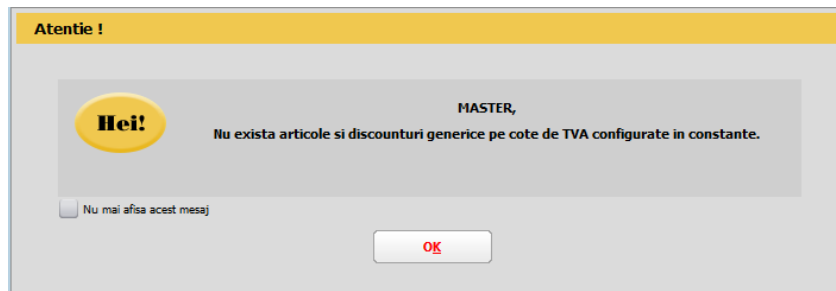 Atentie !
Hei!
MASTER,
Nu exista articole si discounturi generice pe cote de TVA configurate in constante.
Nu mai afisa acest mesaj
OK